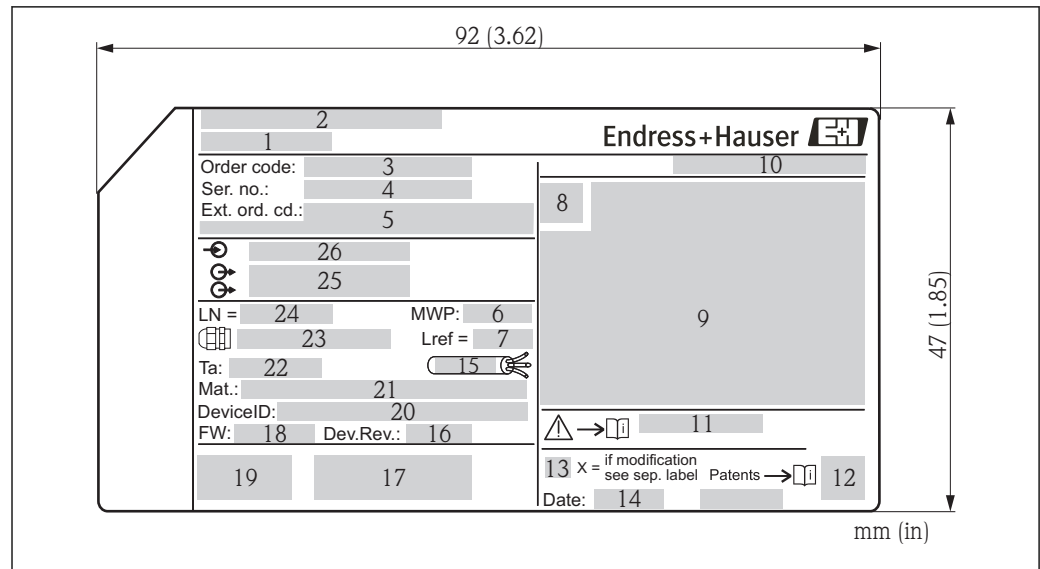 92 (3.62)
2
1
Endress+Hauser
10
Order code: 3
Ser. no.: 4
Ext. ord. cd.: 5
8
9
26
25
LN = 24 MWP: 6
23 Lref = 7
Ta: 22 15
Mat.: 21
DeviceID: 20
FW: 18 Dev.Rev.: 16
19 17
i 11
13 X = if modification
see sep. label Patents i 12
Date: 14
47 (1.85)
mm (in)